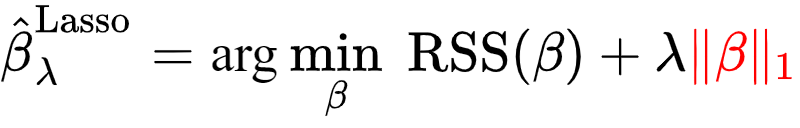 β̂_λ^Lasso = arg min_β RSS(β) + λ‖β‖₁